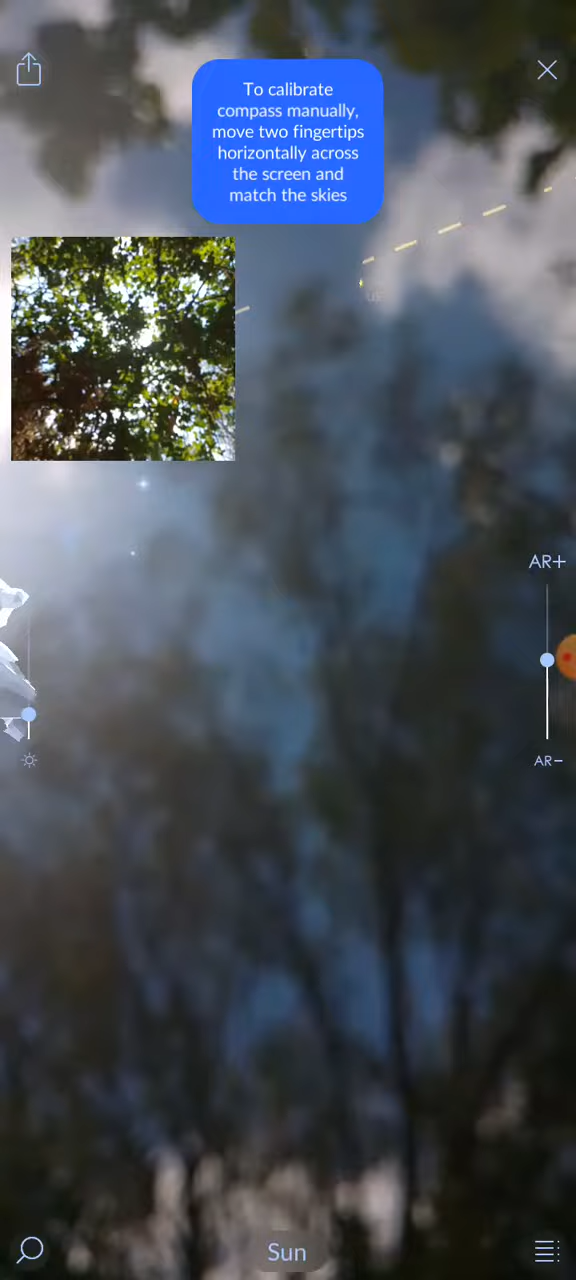 To calibrate
compass manually,
move two fingertips
horizontally across
the screen and
match the skies
AR+
AR−
Sun